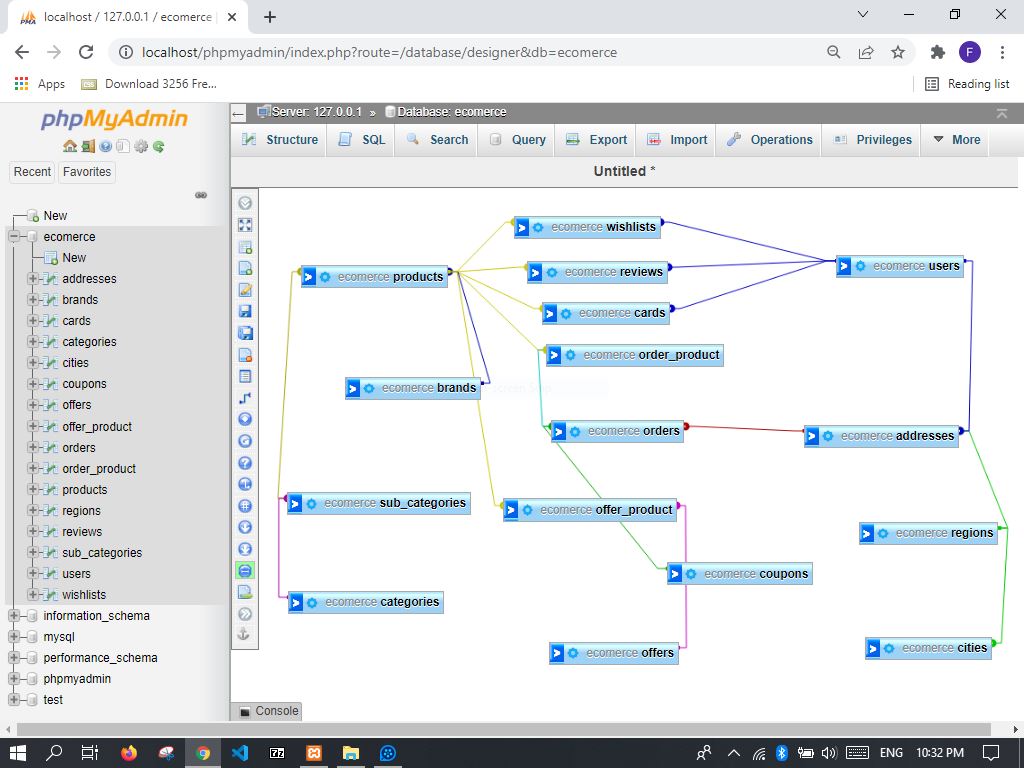 localhost / 127.0.0.1 / ecomerce |
localhost/phpmyadmin/index.php?route=/database/designer&db=ecomerce
F
Apps
CSS
Download 3256 Fre...
Reading list
phpMyAdmin
Recent
Favorites
New
ecomerce
New
addresses
brands
cards
categories
cities
coupons
offers
offer_product
orders
order_product
products
regions
reviews
sub_categories
users
wishlists
information_schema
mysql
performance_schema
phpmyadmin
test
Server: 127.0.0.1 » Database: ecomerce
Structure SQL Search Query Export Import Operations Privileges More
Untitled *
ecomerce wishlists
ecomerce reviews
ecomerce users
ecomerce products
ecomerce cards
ecomerce order_product
ecomerce brands
ecomerce orders
ecomerce addresses
ecomerce sub_categories
ecomerce offer_product
ecomerce regions
ecomerce coupons
ecomerce categories
ecomerce offers
ecomerce cities
Console
ENG
10:32 PM